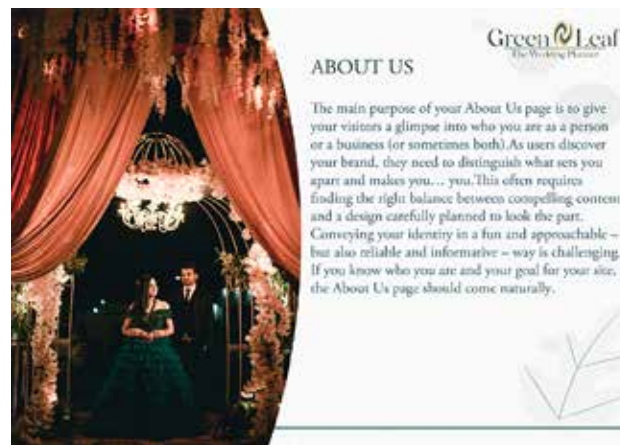 Green Leaf
The Wedding Planner
ABOUT US
The main purpose of your About Us page is to give
your visitors a glimpse into who you are as a person
or a business (or sometimes both).As users discover
your brand, they need to distinguish what sets you
apart and makes you… you.This often requires
finding the right balance between compelling content
and a design carefully planned to look the part.
Conveying your identity in a fun and approachable –
but also reliable and informative – way is challenging.
If you know who you are and your goal for your site,
the About Us page should come naturally.